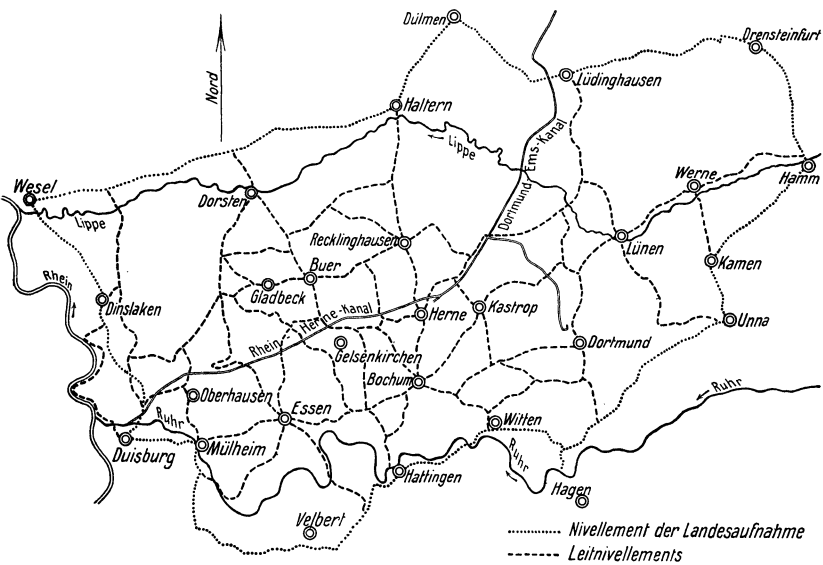 Dülmen
Drensteinfurt
Nord
Lüdinghausen
Haltern
Lippe
Dortmund Ems-Kanal
Werne
Hamm
Wesel
Dorsten
Lippe
Recklinghausen
Lünen
Kamen
Rhein
Buer
Gladbeck
Dinslaken
Rhein-Herne-Kanal
Herne
Kastrop
Unna
Gelsenkirchen
Dortmund
Bochum
Oberhausen
Ruhr
Essen
Ruhr
Witten
Duisburg
Mülheim
Hattingen
Ruhr
Hagen
Velbert
Nivellement der Landesaufnahme
Leitnivellements